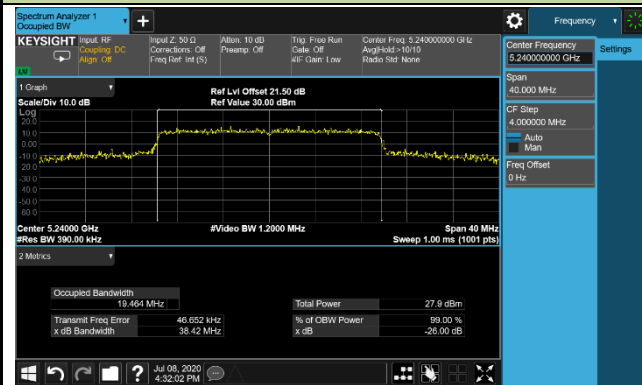 Spectrum Analyzer 1
Occupied BW
+
Frequency
KEYSIGHT
Input: RF
Coupling: DC
Align: Off
Input Z: 50 Ω
Corrections: Off
Freq Ref: Int (S)
Atten: 10 dB
Preamp: Off
Trig: Free Run
Gate: Off
#IF Gain: Low
Center Freq: 5.240000000 GHz
Avg|Hold:>10/10
Radio Std: None
Center Frequency
5.240000000 GHz
Settings
Span
40.000 MHz
CF Step
4.000000 MHz
Auto
Man
Freq Offset
0 Hz
1 Graph
Scale/Div 10.0 dB
Ref Lvl Offset 21.50 dB
Ref Value 30.00 dBm
Log
20.0
10.0
0.00
-10.0
-20.0
-30.0
-40.0
-50.0
-60.0
Center 5.24000 GHz
#Video BW 1.2000 MHz
Span 40 MHz
#Res BW 390.00 kHz
Sweep 1.00 ms (1001 pts)
2 Metrics
Occupied Bandwidth
19.464 MHz
Total Power
27.9 dBm
Transmit Freq Error
46.652 kHz
% of OBW Power
99.00 %
x dB Bandwidth
38.42 MHz
x dB
-26.00 dB
?
Jul 08, 2020
4:32:02 PM